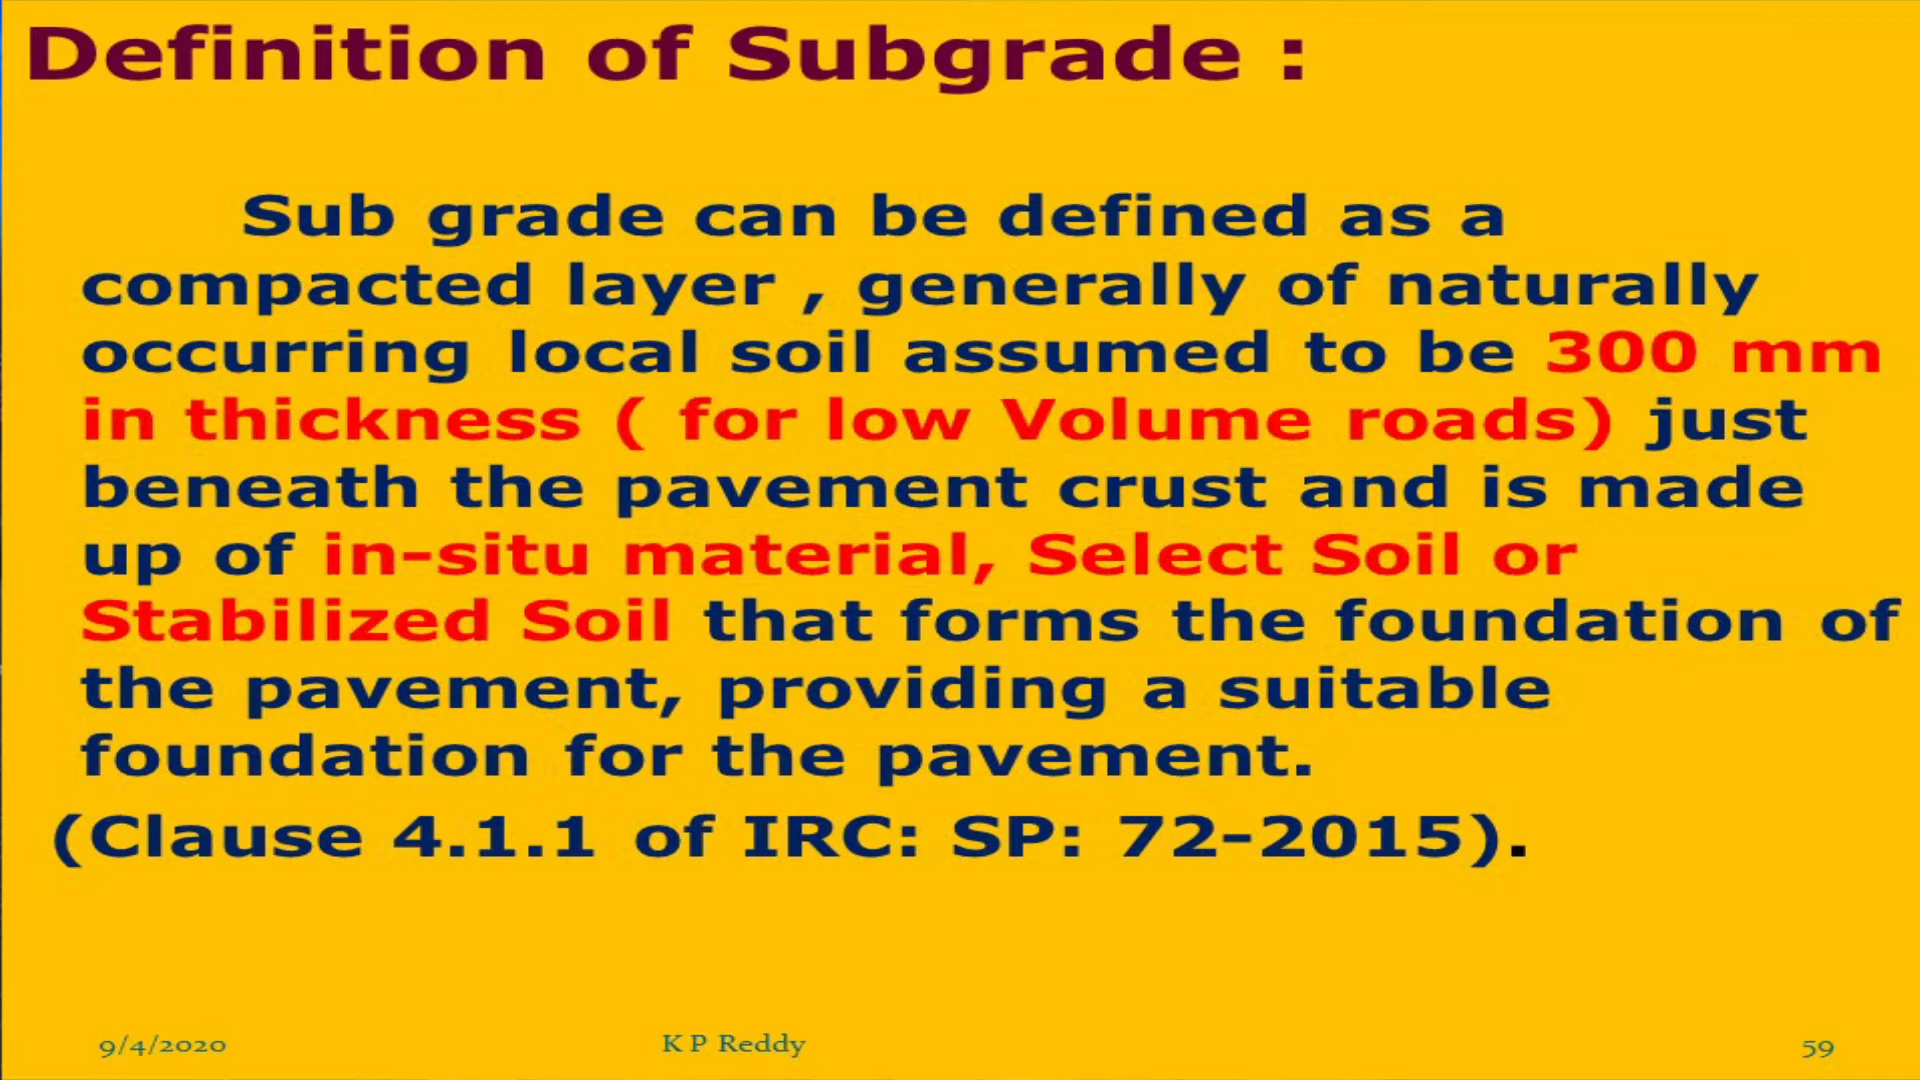 Definition of Subgrade :
Sub grade can be defined as a
compacted layer , generally of naturally
occurring local soil assumed to be 300 mm
in thickness ( for low Volume roads) just
beneath the pavement crust and is made
up of in-situ material, Select Soil or
Stabilized Soil that forms the foundation of
the pavement, providing a suitable
foundation for the pavement.
(Clause 4.1.1 of IRC: SP: 72-2015).
9/4/2020
K P Reddy
59